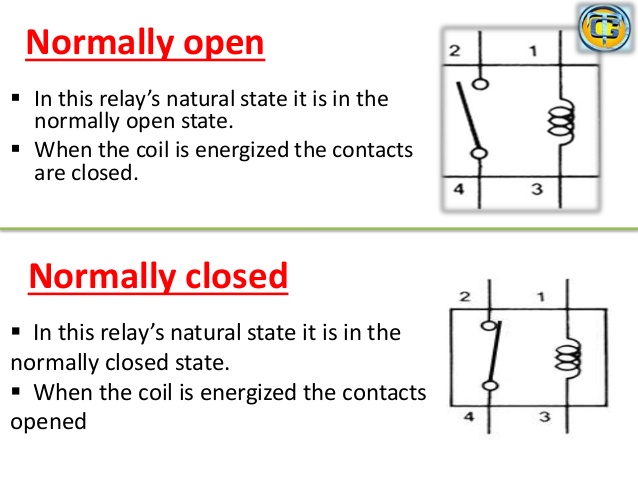 Normally open
▪ In this relay’s natural state it is in the
normally open state.
▪ When the coil is energized the contacts
are closed.
2 1
4 3
Normally closed
▪ In this relay’s natural state it is in the
normally closed state.
▪ When the coil is energized the contacts
opened
2 1
4 3